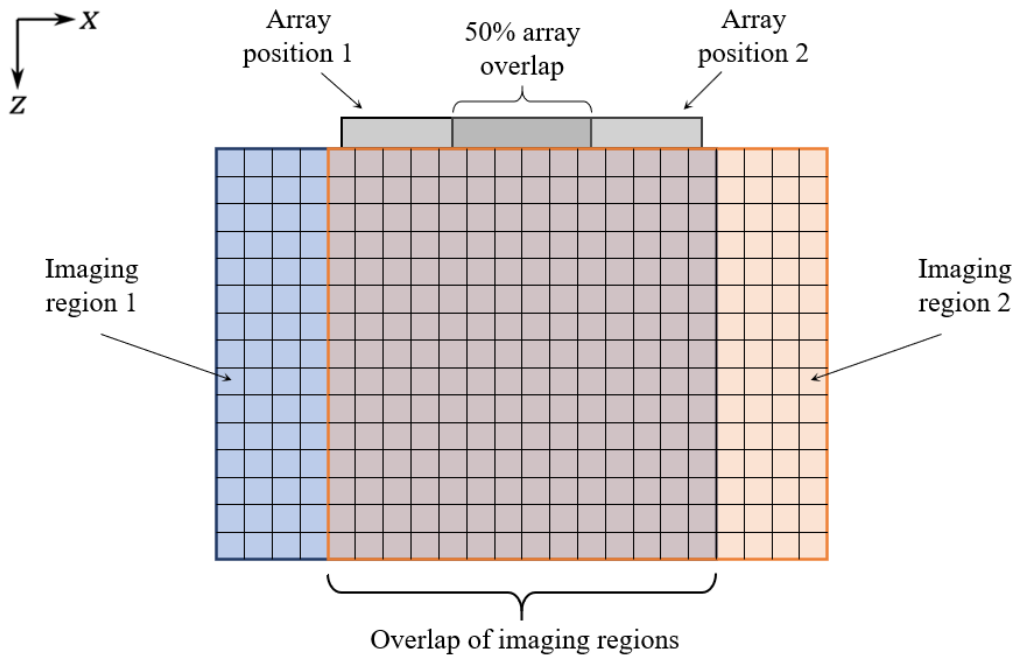 x
z
Array
position 1
50% array
overlap
Array
position 2
Imaging
region 1
Imaging
region 2
Overlap of imaging regions